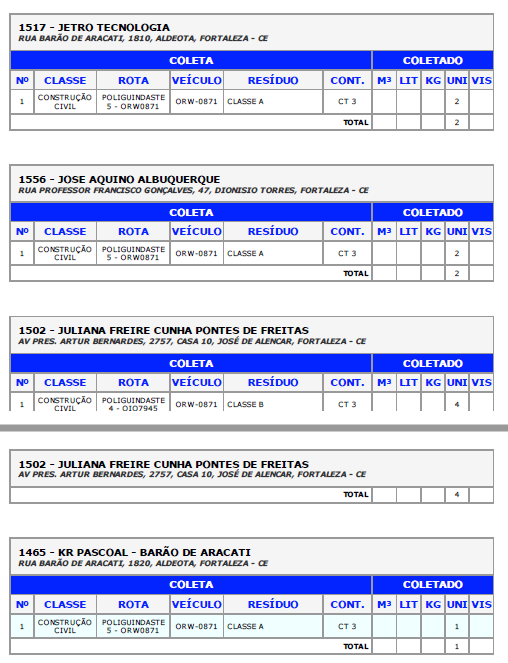 1517 - JETRO TECNOLOGIA
RUA BARÃO DE ARACATI, 1810, ALDEOTA, FORTALEZA - CE
COLETA COLETADO
Nº CLASSE ROTA VEÍCULO RESÍDUO CONT. M³ LIT KG UNI VIS
1 CONSTRUÇÃO CIVIL POLIGUINDASTE 5 - ORW0871 ORW-0871 CLASSE A CT 3 2
TOTAL 2
1556 - JOSE AQUINO ALBUQUERQUE
RUA PROFESSOR FRANCISCO GONÇALVES, 47, DIONISIO TORRES, FORTALEZA - CE
COLETA COLETADO
Nº CLASSE ROTA VEÍCULO RESÍDUO CONT. M³ LIT KG UNI VIS
1 CONSTRUÇÃO CIVIL POLIGUINDASTE 5 - ORW0871 ORW-0871 CLASSE A CT 3 2
TOTAL 2
1502 - JULIANA FREIRE CUNHA PONTES DE FREITAS
AV PRES. ARTUR BERNARDES, 2757, CASA 10, JOSÉ DE ALENCAR, FORTALEZA - CE
COLETA COLETADO
Nº CLASSE ROTA VEÍCULO RESÍDUO CONT. M³ LIT KG UNI VIS
1 CONSTRUÇÃO CIVIL POLIGUINDASTE 4 - OIO7945 ORW-0871 CLASSE B CT 3 4
1502 - JULIANA FREIRE CUNHA PONTES DE FREITAS
AV PRES. ARTUR BERNARDES, 2757, CASA 10, JOSÉ DE ALENCAR, FORTALEZA - CE
TOTAL 4
1465 - KR PASCOAL - BARÃO DE ARACATI
RUA BARÃO DE ARACATI, 1820, ALDEOTA, FORTALEZA - CE
COLETA COLETADO
Nº CLASSE ROTA VEÍCULO RESÍDUO CONT. M³ LIT KG UNI VIS
1 CONSTRUÇÃO CIVIL POLIGUINDASTE 5 - ORW0871 ORW-0871 CLASSE A CT 3 1
TOTAL 1